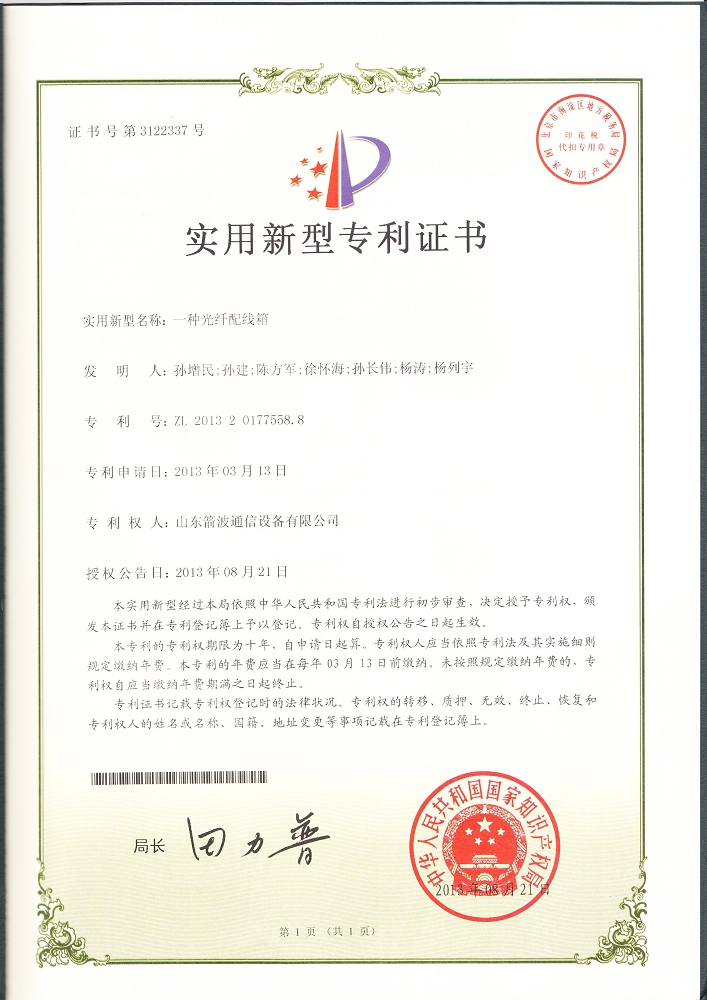 证书号第3122337号
北京市海淀区地方税务局
印花税
代扣专用章
国家知识产权局
实用新型专利证书
实用新型名称：一种光纤配线箱
发明人：孙增民;孙建;陈方军;徐怀海;孙长伟;杨涛;杨列宇
专利号：ZL 2013 2 0177558.8
专利申请日：2013年03月13日
专利权人：山东箭波通信设备有限公司
授权公告日：2013年08月21日
本实用新型经过本局依照中华人民共和国专利法进行初步审查，决定授予专利权，颁
发本证书并在专利登记簿上予以登记。专利权自授权公告之日起生效。
本专利的专利权期限为十年，自申请日起算。专利权人应当依照专利法及其实施细则
规定缴纳年费。本专利的年费应当在每年03月13日前缴纳。未按照规定缴纳年费的，专
利权自应当缴纳年费期满之日起终止。
专利证书记载专利权登记时的法律状况。专利权的转移、质押、无效、终止、恢复和
专利权人的姓名或名称、国籍、地址变更等事项记载在专利登记簿上。
局长 田力普
中华人民共和国国家知识产权局
2013年08月21日
第1页（共1页）